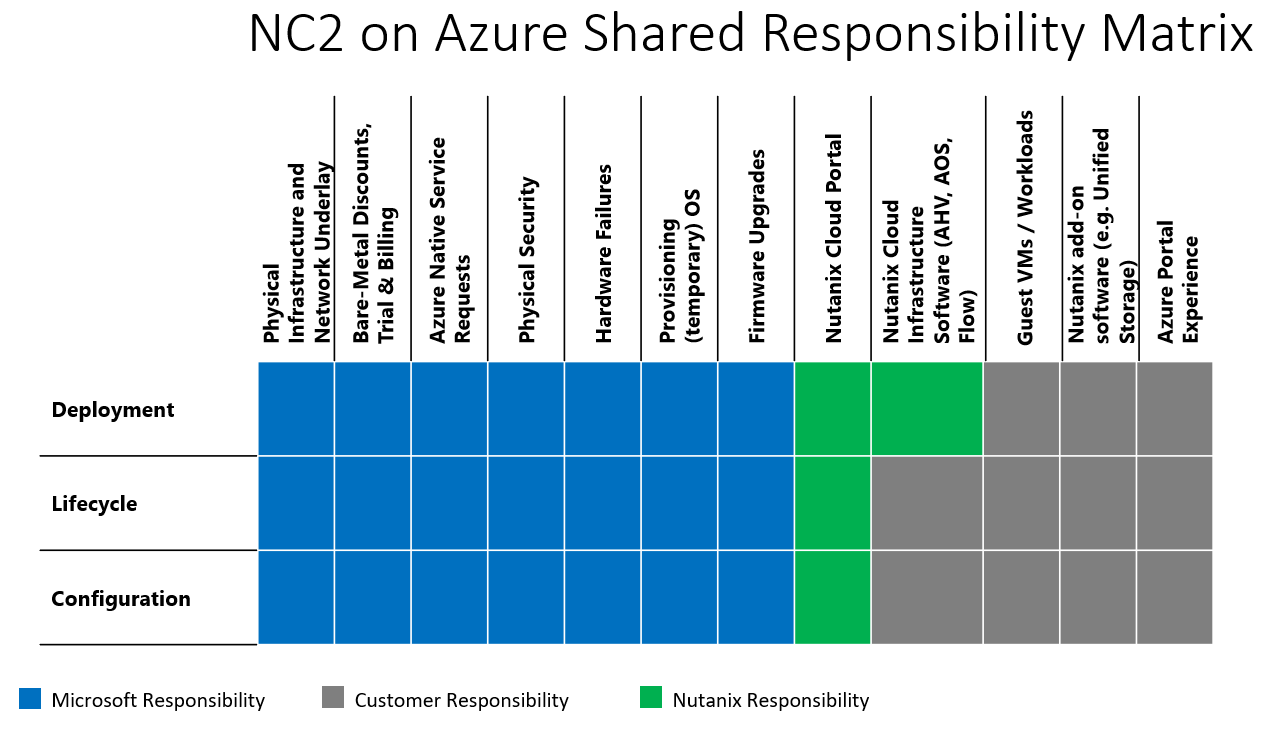 NC2 on Azure Shared Responsibility Matrix
Physical
Infrastructure and
Network Underlay
Bare-Metal Discounts,
Trial & Billing
Azure Native Service
Requests
Physical Security
Hardware Failures
Provisioning
(temporary) OS
Firmware Upgrades
Nutanix Cloud Portal
Nutanix Cloud
Infrastructure
Software (AHV, AOS,
Flow)
Guest VMs / Workloads
Nutanix add-on
software (e.g. Unified
Storage)
Azure Portal
Experience
Deployment
Lifecycle
Configuration
Microsoft Responsibility
Customer Responsibility
Nutanix Responsibility